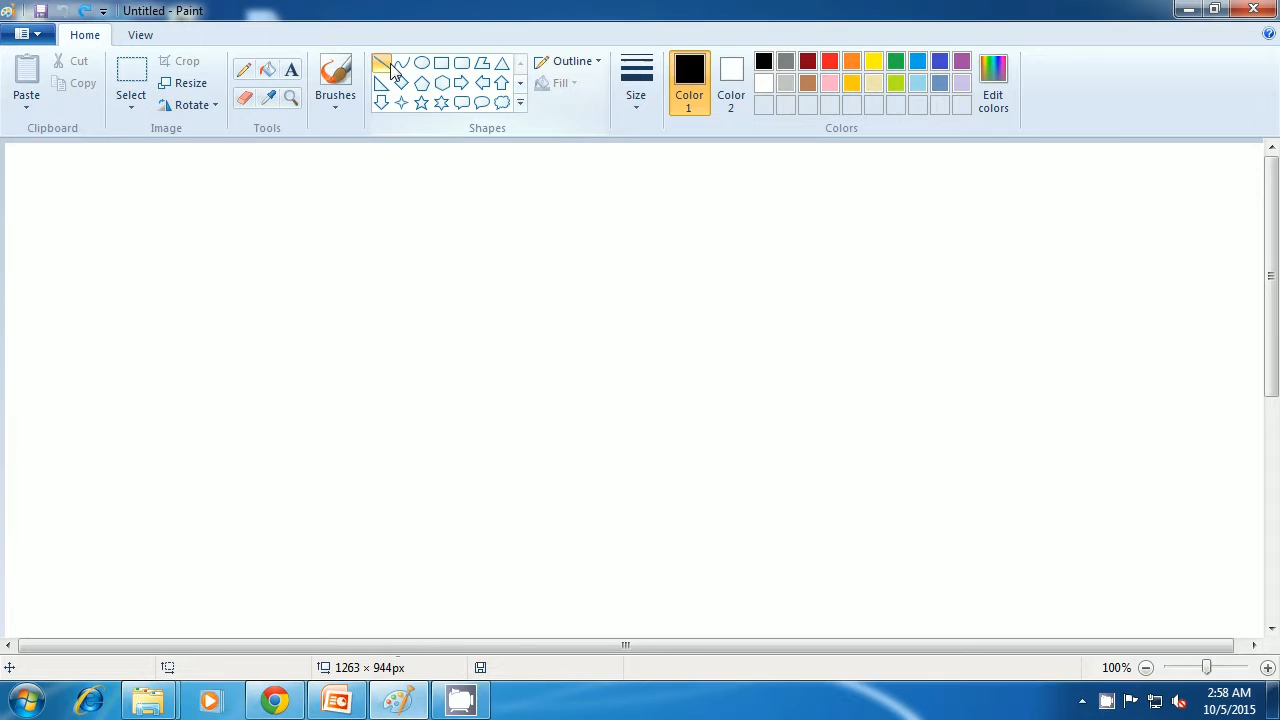 Untitled - Paint
Home View
Paste Cut Copy Clipboard
Select Crop Resize Rotate Image
A
Tools
Brushes
Outline Fill Shapes
Size
Color 1
Color 2
Edit colors
Colors
1263 × 944px
100%
2:58 AM
10/5/2015